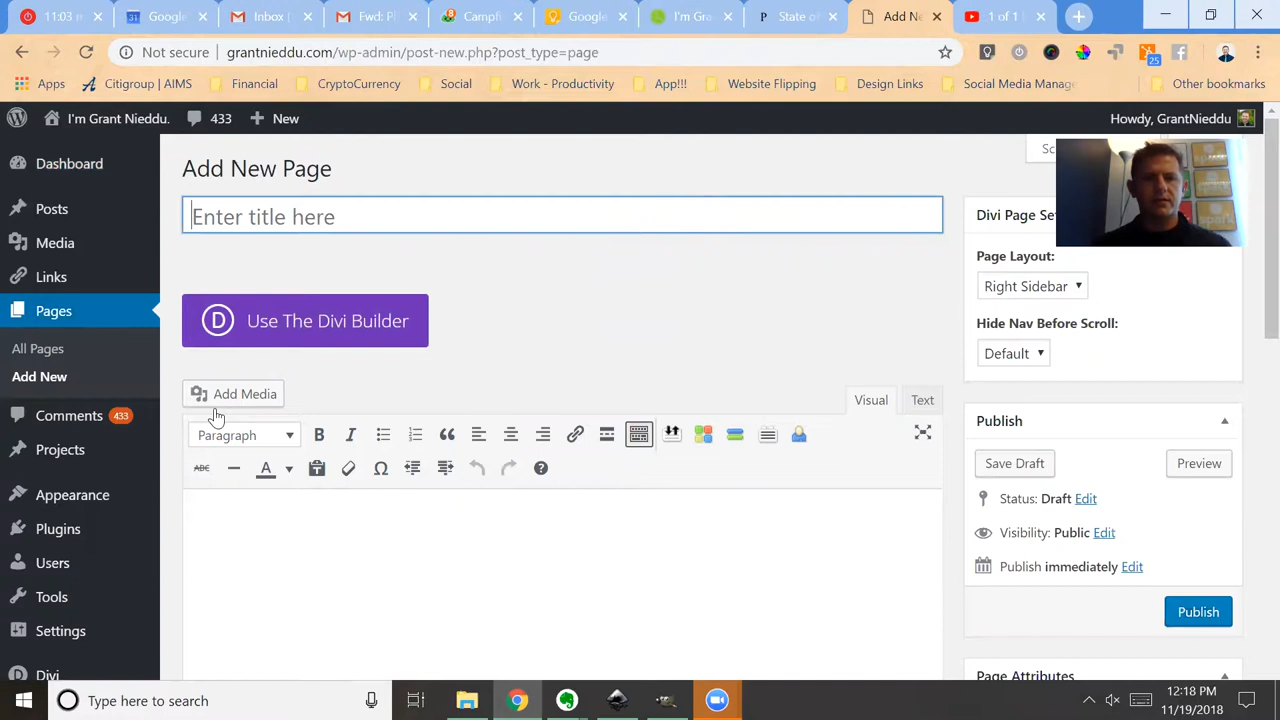 11:03 m
Google
Inbox (
Fwd: Pl
Campfi
Google
I'm Gra
State of
Add Ne
1 of 1
Not secure
grantnieddu.com/wp-admin/post-new.php?post_type=page
25
Apps
Citigroup | AIMS
Financial
CryptoCurrency
Social
Work - Productivity
App!!!
Website Flipping
Design Links
Social Media Manag
Other bookmarks
I'm Grant Nieddu.
433
New
Howdy, GrantNieddu
Dashboard
Posts
Media
Links
Pages
All Pages
Add New
Comments 433
Projects
Appearance
Plugins
Users
Tools
Settings
Divi
Add New Page
Sc
Enter title here
D Use The Divi Builder
Add Media
Visual
Text
Paragraph
B
I
ABC
A
Ω
Divi Page Se
Page Layout:
Right Sidebar
Hide Nav Before Scroll:
Default
Publish
Save Draft
Preview
Status: Draft Edit
Visibility: Public Edit
Publish immediately Edit
Publish
Page Attributes
Type here to search
12:18 PM
11/19/2018